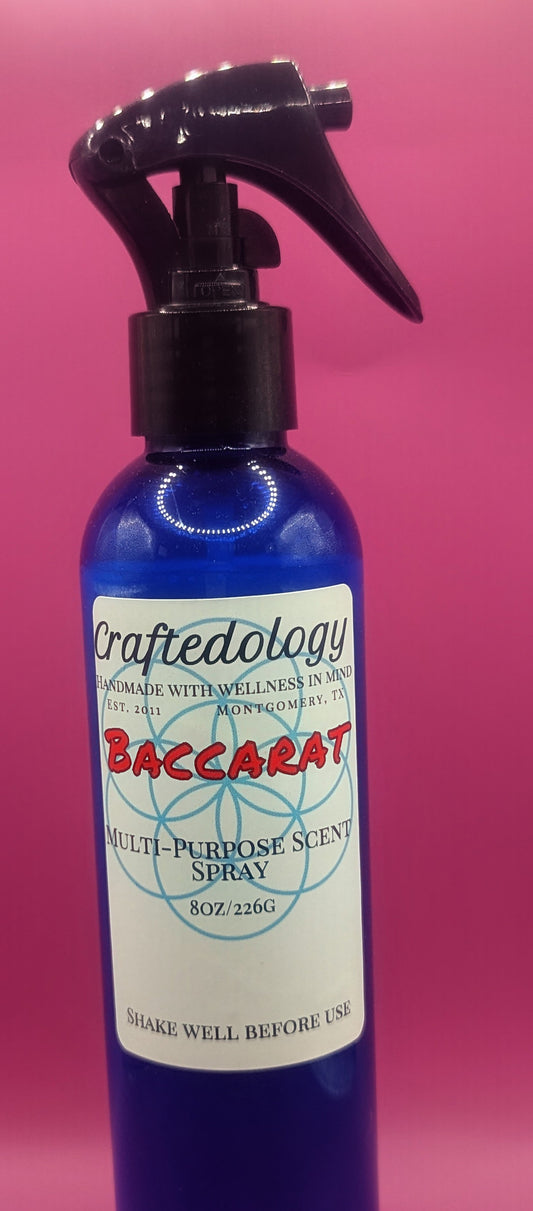 OPEN
Craftedology
HANDMADE WITH WELLNESS IN MIND
EST. 2011 MONTGOMERY, TX
BACCARAT
MULTI-PURPOSE SCENT
SPRAY
8OZ/226G
SHAKE WELL BEFORE USE